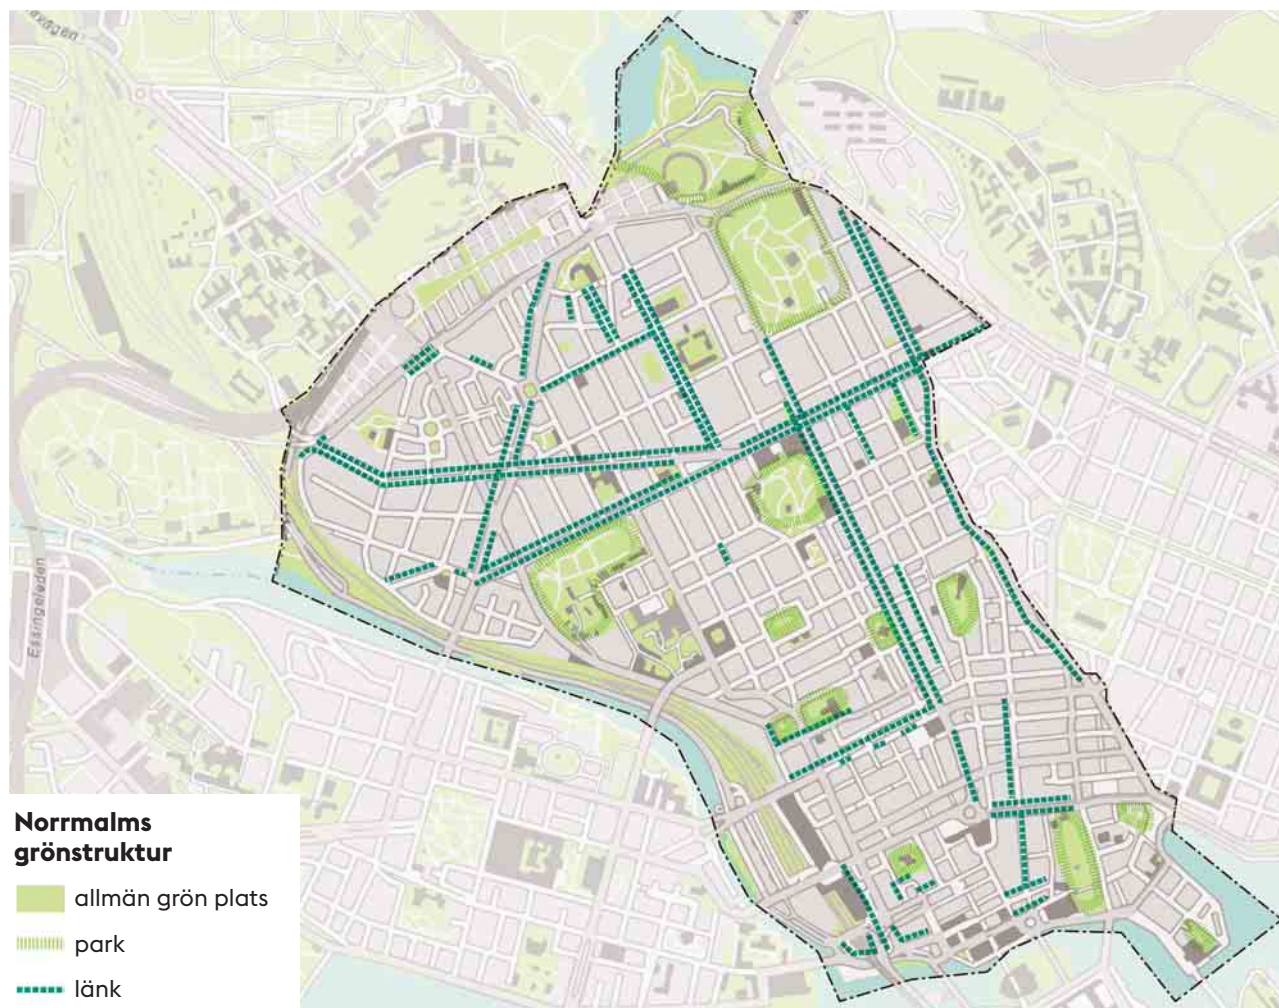 Essingeleden
Norrmalms
grönstruktur
allmän grön plats
park
länk